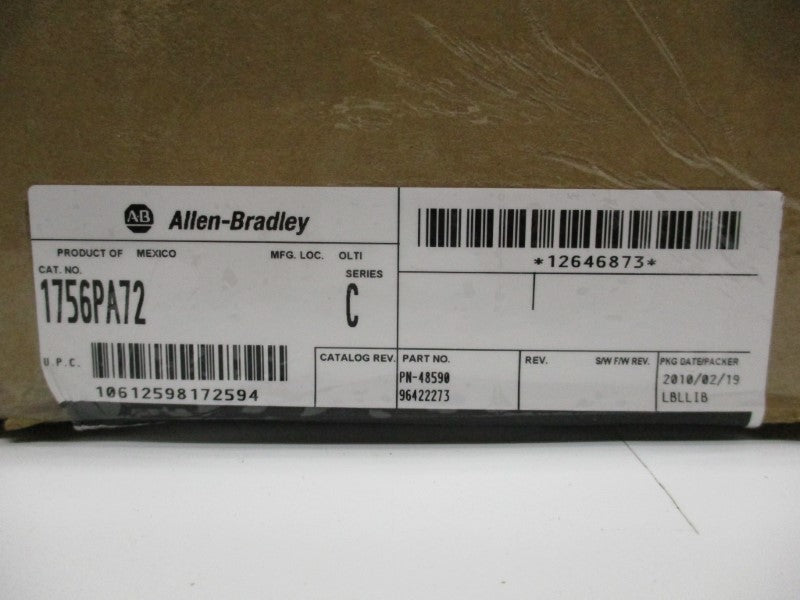 AB Allen-Bradley
PRODUCT OF MEXICO MFG. LOC. OLTI
CAT. NO. SERIES
1756PA72 C
*12646873*
U.P.C.
10612598172594
CATALOG REV. PART NO. REV. S/W F/W REV. PKG DATE/PACKER
PN-48590 2010/02/19
96422273 LBLLIB